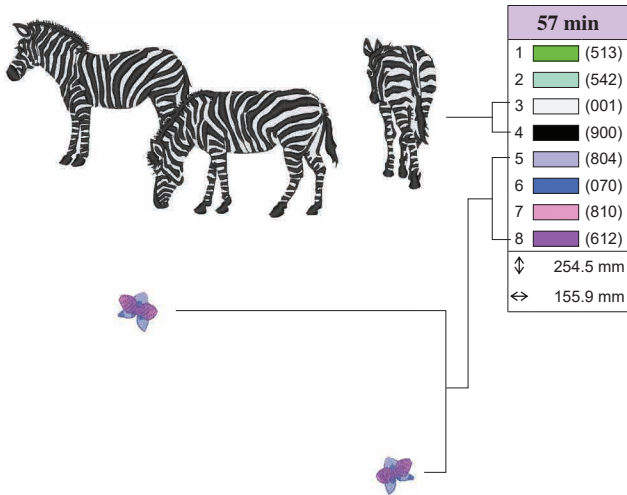 57 min
1 (513)
2 (542)
3 (001)
4 (900)
5 (804)
6 (070)
7 (810)
8 (612)
254.5 mm
155.9 mm